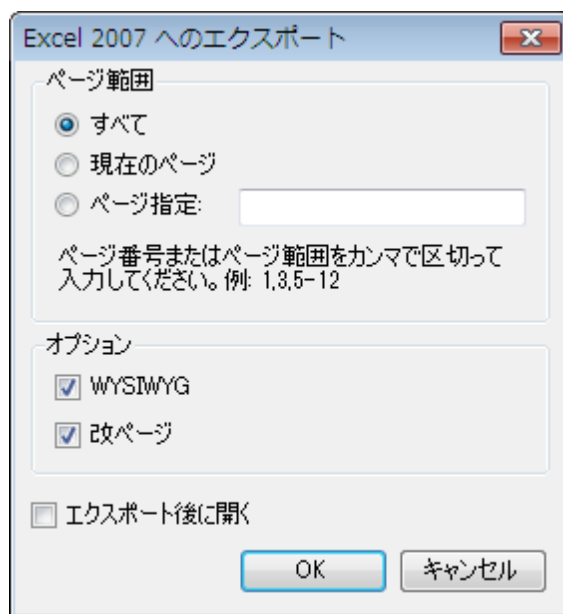 Excel 2007 へのエクスポート
ページ範囲
すべて
現在のページ
ページ指定:
ページ番号またはページ範囲をカンマで区切って
入力してください。例: 1,3,5-12
オプション
WYSIWYG
改ページ
エクスポート後に開く
OK キャンセル